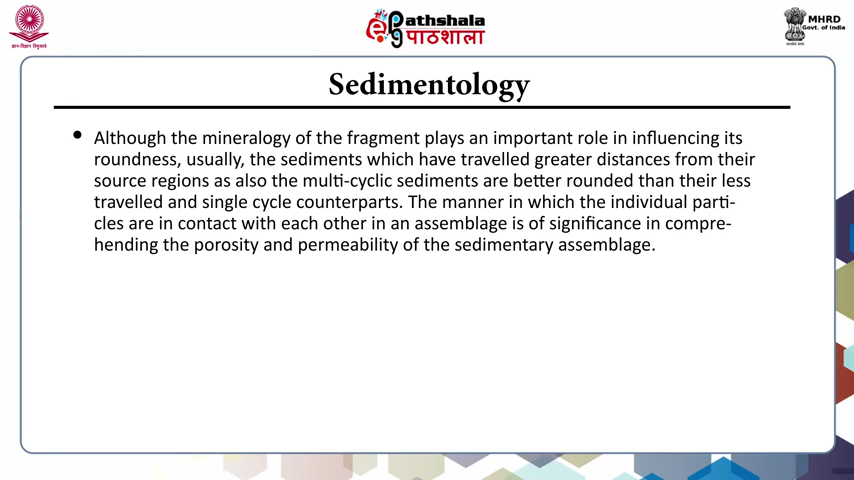 ePathshala
पाठशाला
MHRD
Govt. of India
Sedimentology
• Although the mineralogy of the fragment plays an important role in influencing its
roundness, usually, the sediments which have travelled greater distances from their
source regions as also the multi-cyclic sediments are better rounded than their less
travelled and single cycle counterparts. The manner in which the individual parti-
cles are in contact with each other in an assemblage is of significance in compre-
hending the porosity and permeability of the sedimentary assemblage.